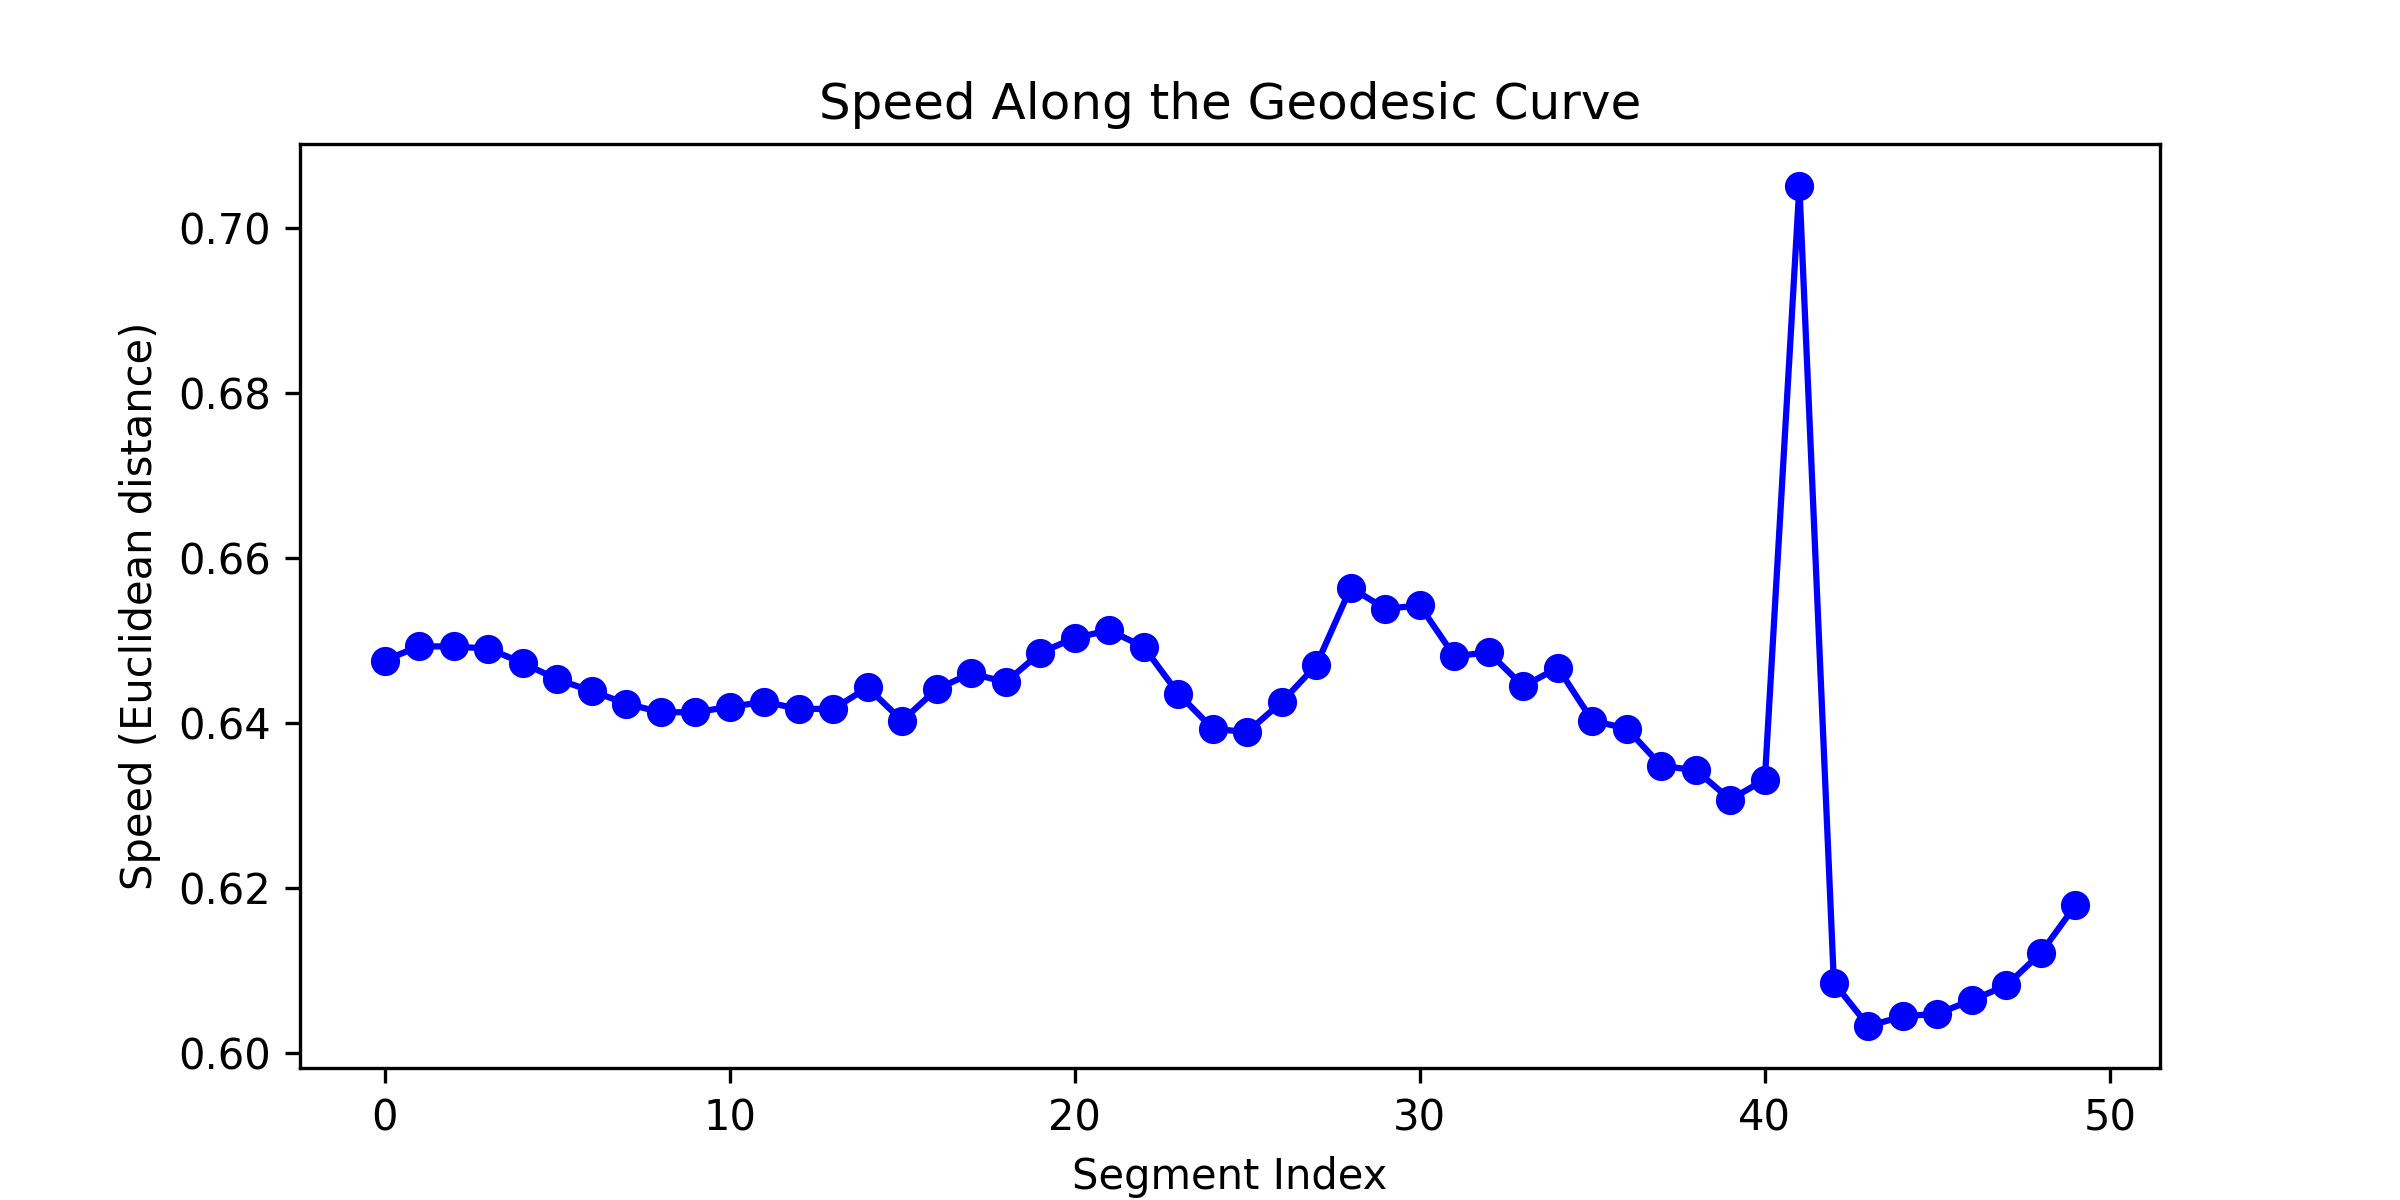 Speed Along the Geodesic Curve
Speed (Euclidean distance)
0.70
0.68
0.66
0.64
0.62
0.60
0 10 20 30 40 50
Segment Index